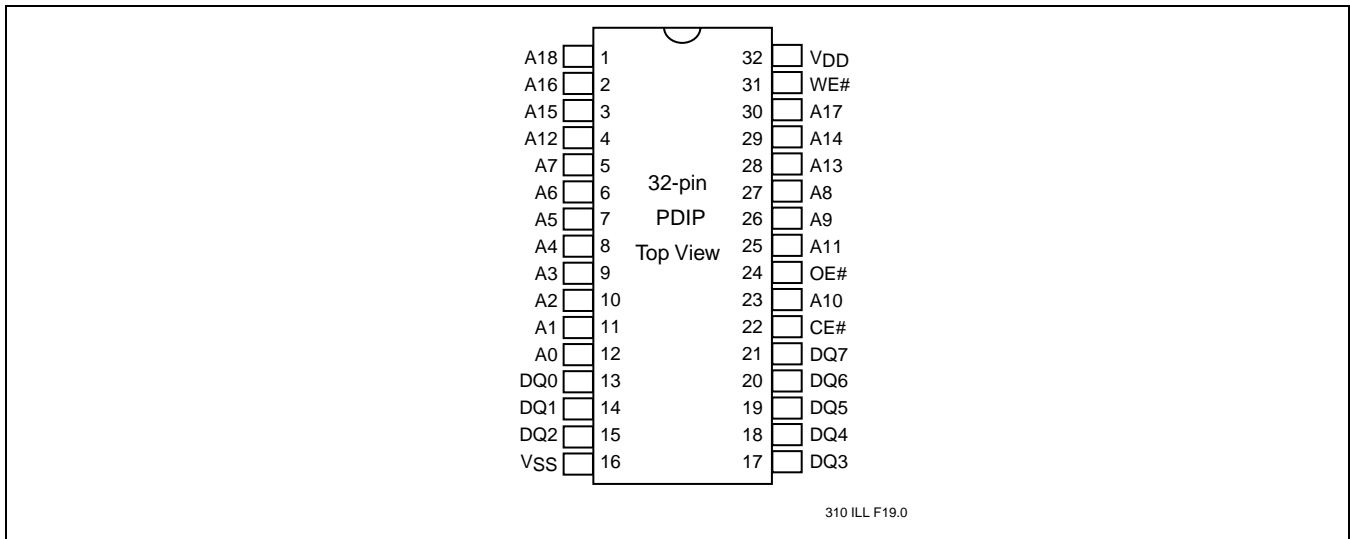 A18 1 32 VDD
A16 2 31 WE#
A15 3 30 A17
A12 4 29 A14
A7 5 28 A13
A6 6 27 A8
A5 7 26 A9
A4 8 25 A11
A3 9 24 OE#
A2 10 23 A10
A1 11 22 CE#
A0 12 21 DQ7
DQ0 13 20 DQ6
DQ1 14 19 DQ5
DQ2 15 18 DQ4
VSS 16 17 DQ3
32-pin
PDIP
Top View
310 ILL F19.0